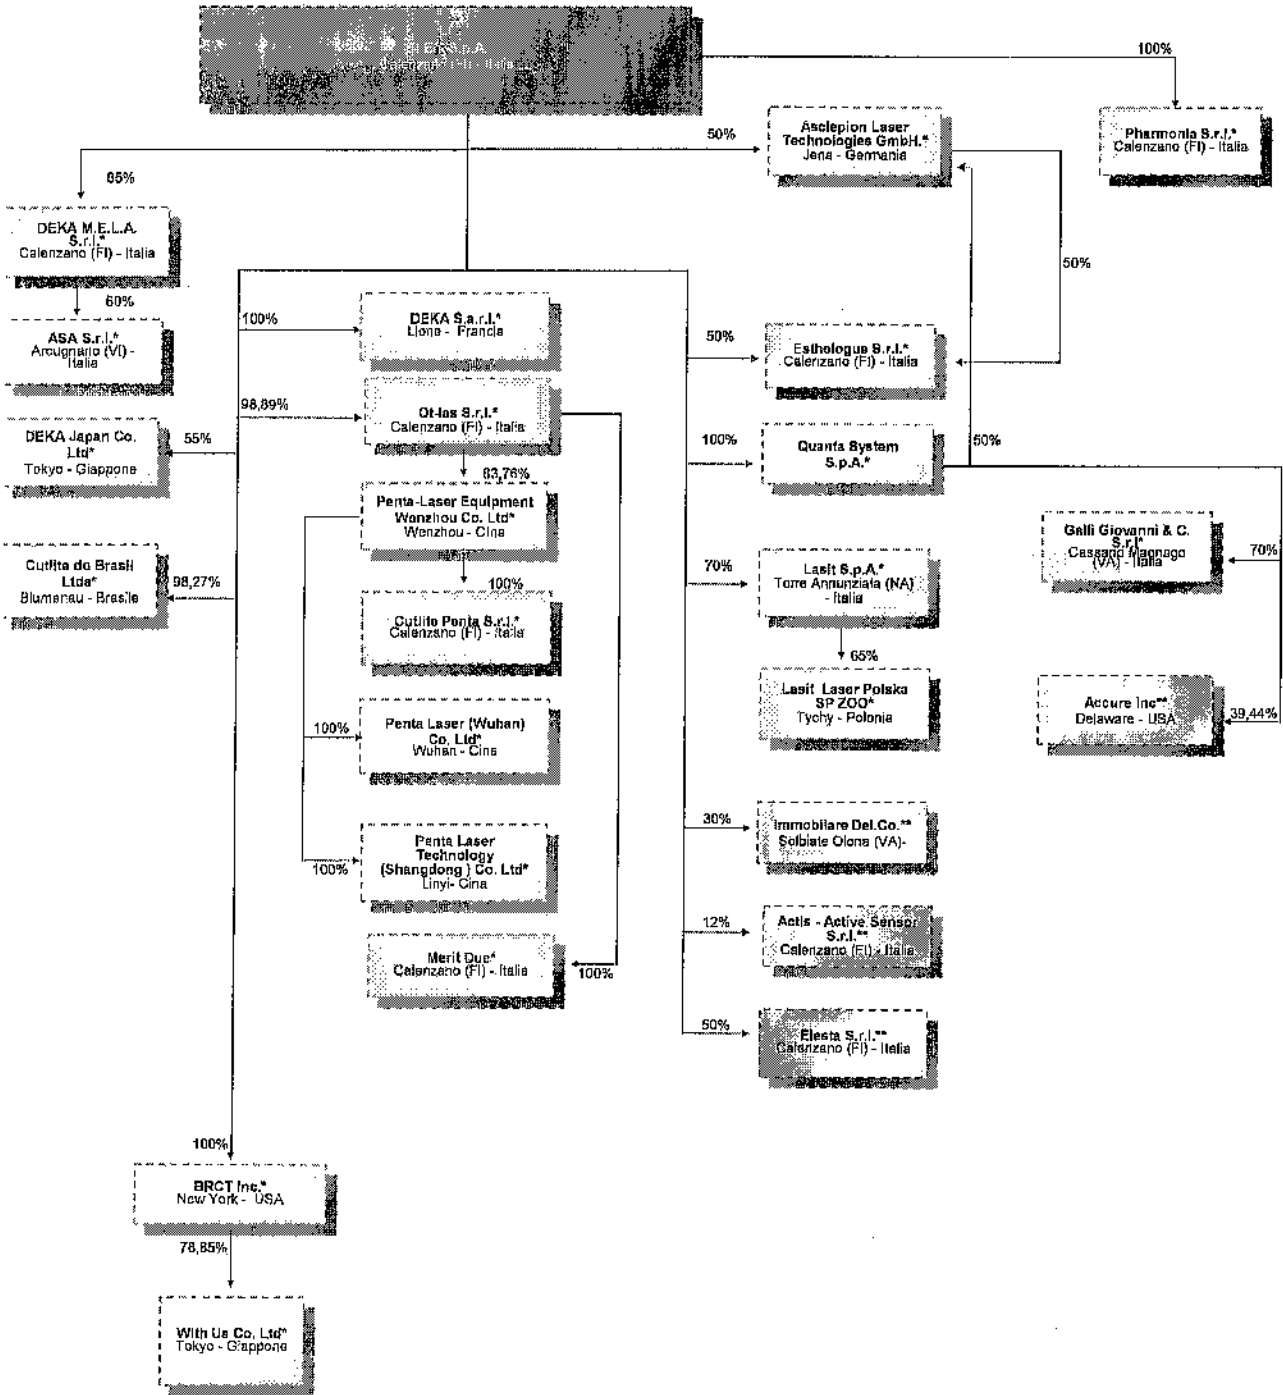 100%
50%
Asclepion Laser
Technologies GmbH.*
Jena - Germania
Pharmonia S.r.l.*
Calenzano (FI) - Italia
85%
DEKA M.E.L.A.
S.r.l.*
Calenzano (FI) - Italia
50%
60%
100%
DEKA S.a.r.l.*
Lione - Francia
50%
Esthologue S.r.l.*
Calenzano (FI) - Italia
ASA S.r.l.*
Arcugnano (VI) -
Italia
98,89%
Ot-las S.r.l.*
Calenzano (FI) - Italia
DEKA Japan Co.
Ltd*
Tokyo - Giappone
55%
100%
Quanta System
S.p.A.*
50%
83,76%
Penta-Laser Equipment
Wenzhou Co. Ltd*
Wenzhou - Cina
Galli Giovanni & C.
S.r.l*
Cassano Magnago
(VA) - Italia
70%
Cutlite do Brasil
Ltda*
Blumenau - Brasile
98,27%
100%
70%
Lasit S.p.A.*
Torre Annunziata (NA)
- Italia
Cutlite Penta S.r.l.*
Calenzano (FI) - Italia
65%
Lasit Laser Polska
SP ZOO*
Tychy - Polonia
Accure Inc**
Delaware - USA
39,44%
100%
Penta Laser (Wuhan)
Co, Ltd*
Wuhan - Cina
30%
Immobilare Del.Co.**
Solbiate Olona (VA)-
100%
Penta Laser
Technology
(Shangdong ) Co. Ltd*
Linyi- Cina
12%
Actis - Active Sensor
S.r.l.**
Calenzano (FI) - Italia
Merit Due*
Calenzano (FI) - Italia
100%
50%
Elesta S.r.l.**
Calenzano (FI) - Italia
100%
BRCT Inc.*
New York - USA
78,85%
With Us Co, Ltd*
Tokyo - Giappone